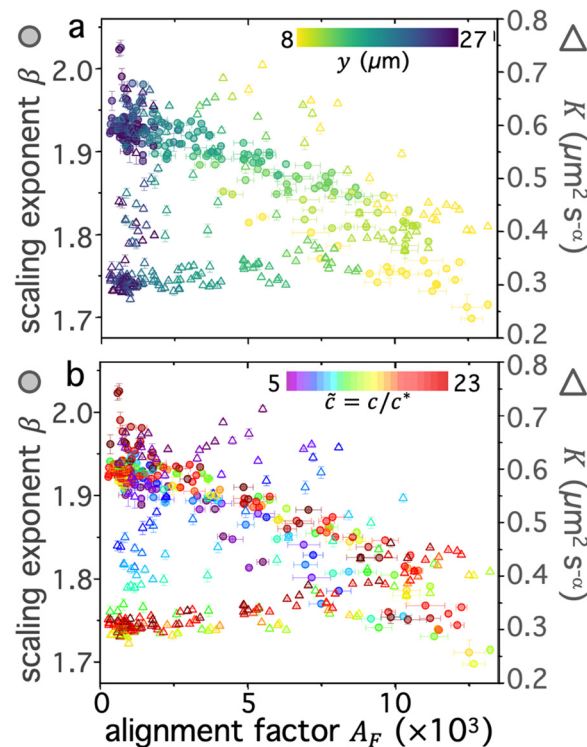 a
8 27
y (μm)
scaling exponent β
2.0
1.9
1.8
1.7
0.8
0.7
0.6
0.5
0.4
0.3
0.2
K (μm² s⁻ᵅ)
b
5 23
c̃ = c/c*
scaling exponent β
2.0
1.9
1.8
1.7
0.8
0.7
0.6
0.5
0.4
0.3
0.2
K (μm² s⁻ᵅ)
0 5 10
alignment factor A_F (×10³)